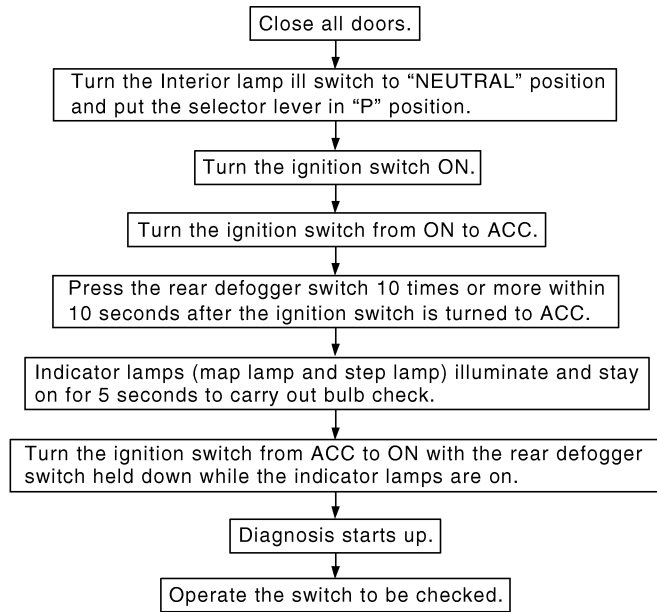 Close all doors.
Turn the Interior lamp ill switch to “NEUTRAL” position
and put the selector lever in “P” position.
Turn the ignition switch ON.
Turn the ignition switch from ON to ACC.
Press the rear defogger switch 10 times or more within
10 seconds after the ignition switch is turned to ACC.
Indicator lamps (map lamp and step lamp) illuminate and stay
on for 5 seconds to carry out bulb check.
Turn the ignition switch from ACC to ON with the rear defogger
switch held down while the indicator lamps are on.
Diagnosis starts up.
Operate the switch to be checked.